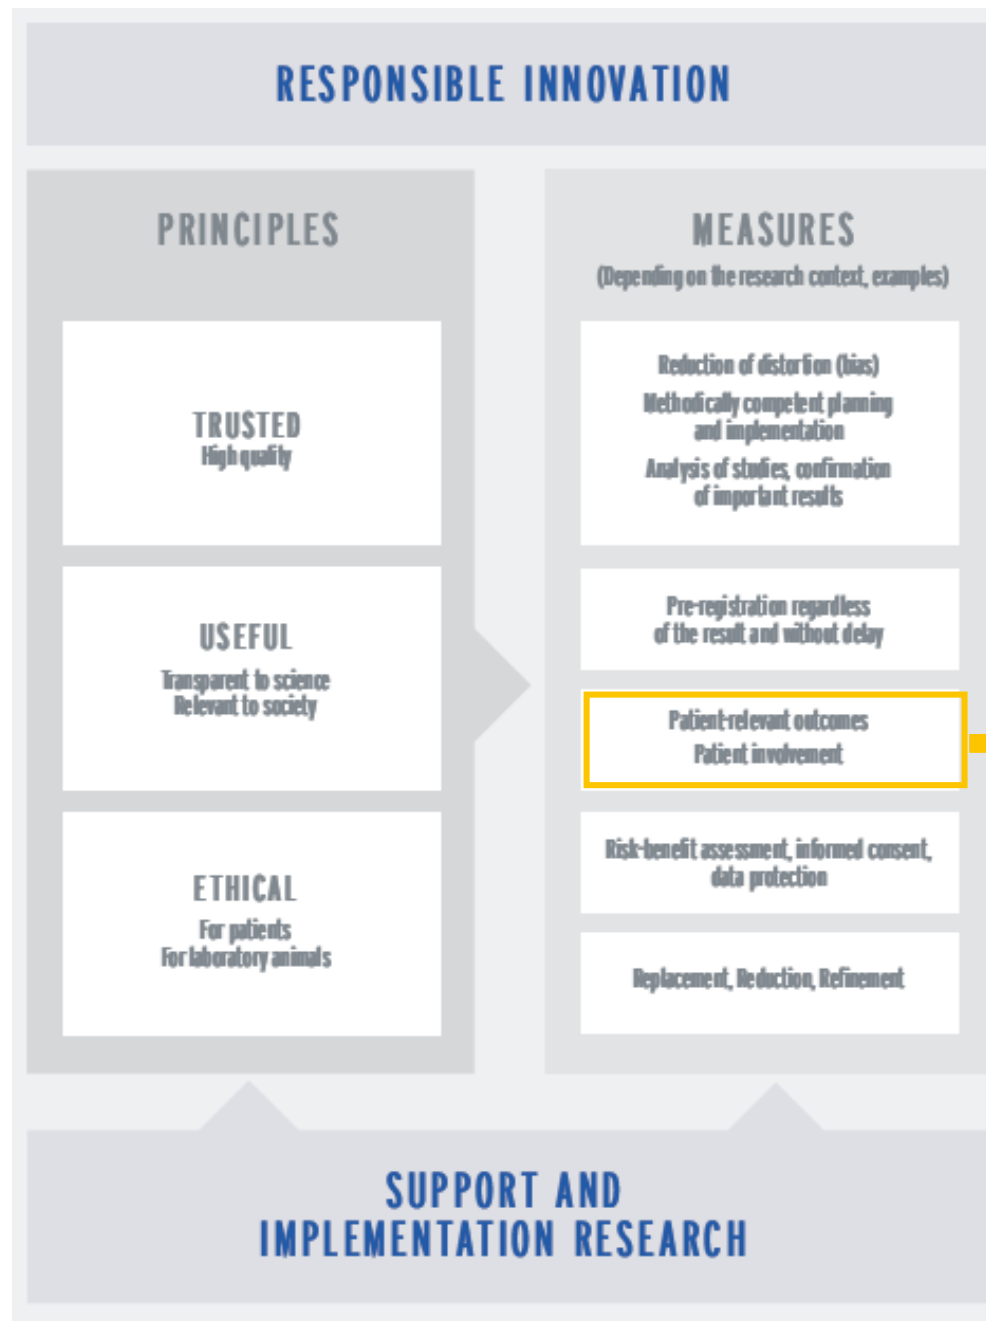 RESPONSIBLE INNOVATION
PRINCIPLES
TRUSTED
High quality
USEFUL
Transparent to science
Relevant to society
ETHICAL
For patients
For laboratory animals
MEASURES
(Depending on the research context, examples)
Reduction of distortion (bias)
Methodically competent planning
and implementation
Analysis of studies, confirmation
of important results
Pre-registration regardless
of the result and without delay
Patient-relevant outcomes
Patient involvement
Risk-benefit assessment, informed consent,
data protection
Replacement, Reduction, Refinement
SUPPORT AND
IMPLEMENTATION RESEARCH